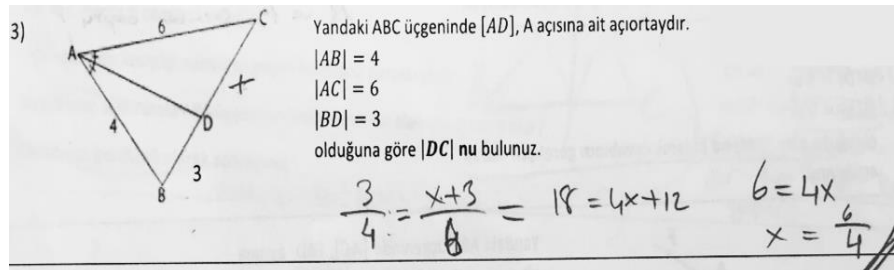 3)
A
6
C
x
D
4
3
B
Yandaki ABC üçgeninde [AD], A açısına ait açıortaydır.
|AB| = 4
|AC| = 6
|BD| = 3
olduğuna göre |DC| nu bulunuz.
3/4 = x+3/6 = 18 = 4x+12
6 = 4x
x = 6/4